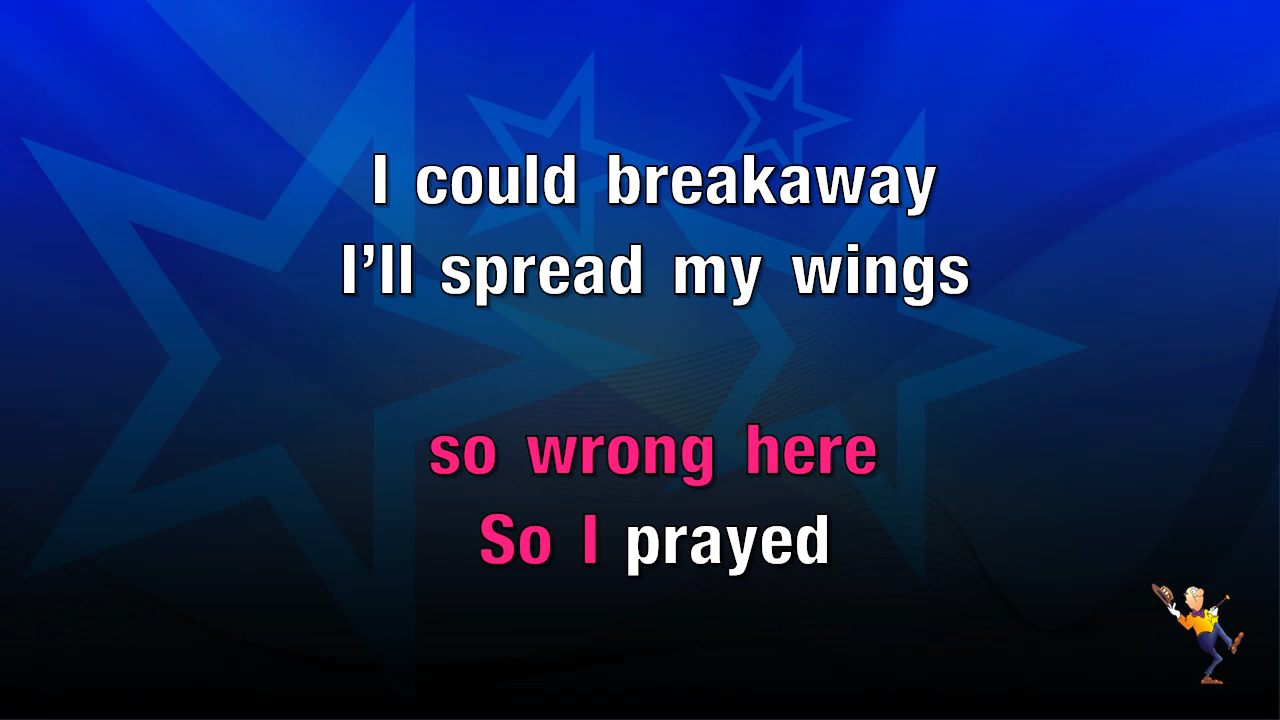 I could breakaway
I’ll spread my wings
so wrong here
So I prayed